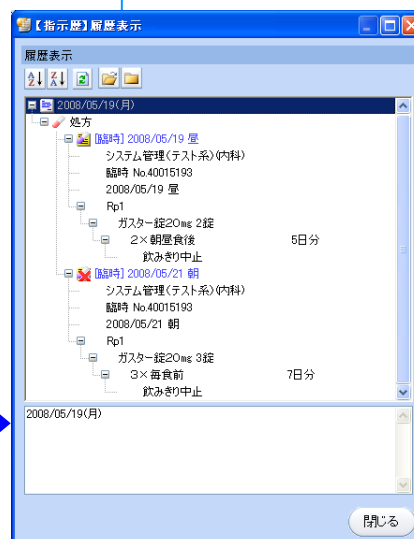 【指示歴】履歴表示
履歴表示
2008/05/19(月)
処方
[臨時] 2008/05/19 昼
システム管理(テスト系)(内科)
臨時 No.40015193
2008/05/19 昼
Rp1
ガスター錠20mg 2錠
2×朝昼食後 5日分
飲みきり中止
[臨時] 2008/05/21 朝
システム管理(テスト系)(内科)
臨時 No.40015193
2008/05/21 朝
Rp1
ガスター錠20mg 3錠
3×毎食前 7日分
飲みきり中止
2008/05/19(月)
閉じる